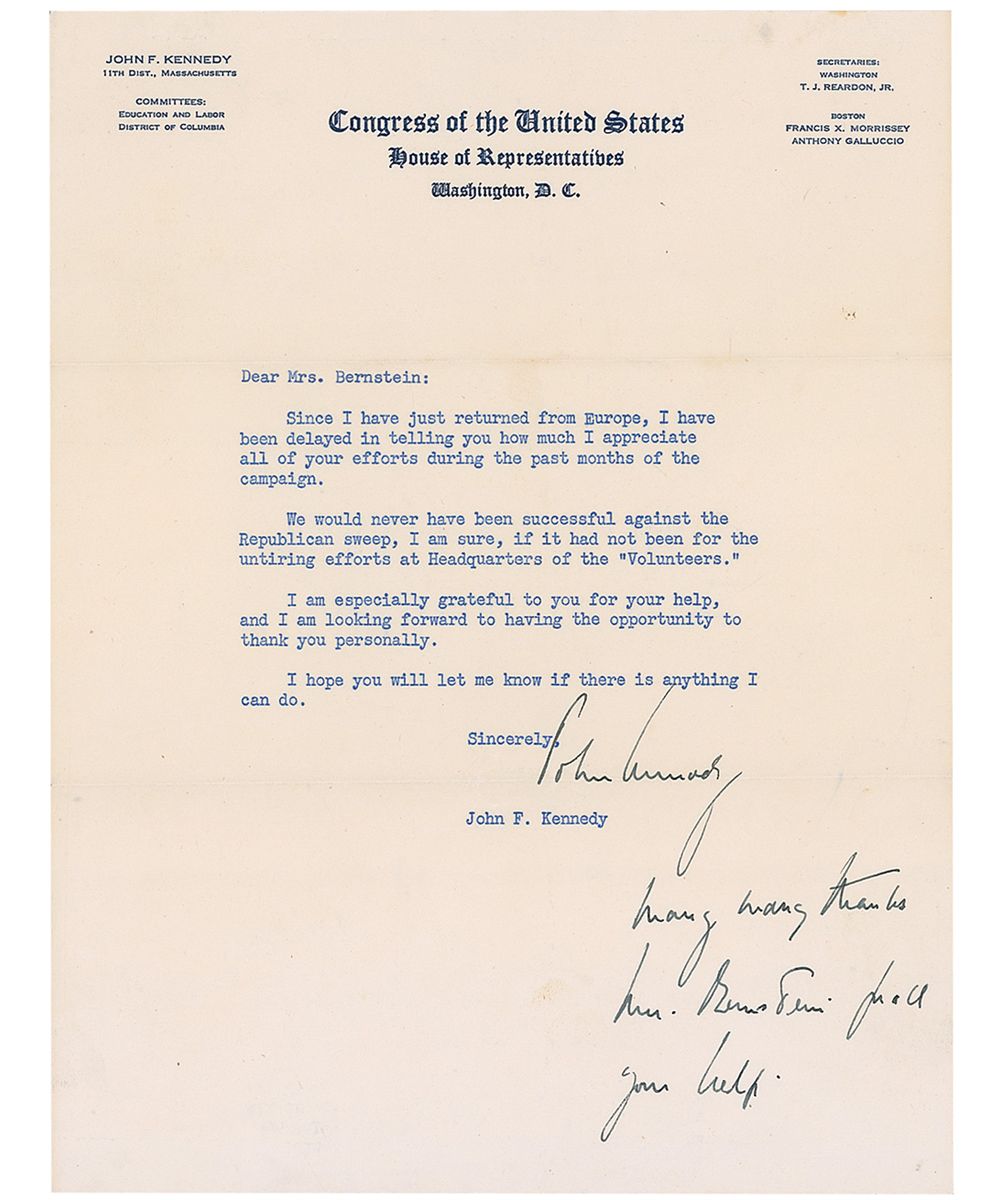 JOHN F. KENNEDY
11TH DIST., MASSACHUSETTS
COMMITTEES:
EDUCATION AND LABOR
DISTRICT OF COLUMBIA
SECRETARIES:
WASHINGTON
T. J. REARDON, JR.
BOSTON
FRANCIS X. MORRISSEY
ANTHONY GALLUCCIO
Congress of the United States
House of Representatives
Washington, D. C.
Dear Mrs. Bernstein:
Since I have just returned from Europe, I have
been delayed in telling you how much I appreciate
all of your efforts during the past months of the
campaign.
We would never have been successful against the
Republican sweep, I am sure, if it had not been for the
untiring efforts at Headquarters of the "Volunteers."
I am especially grateful to you for your help,
and I am looking forward to having the opportunity to
thank you personally.
I hope you will let me know if there is anything I
can do.
Sincerely,
John Kennedy
John F. Kennedy
Many many thanks
Mrs. Bernstein for all
your help.